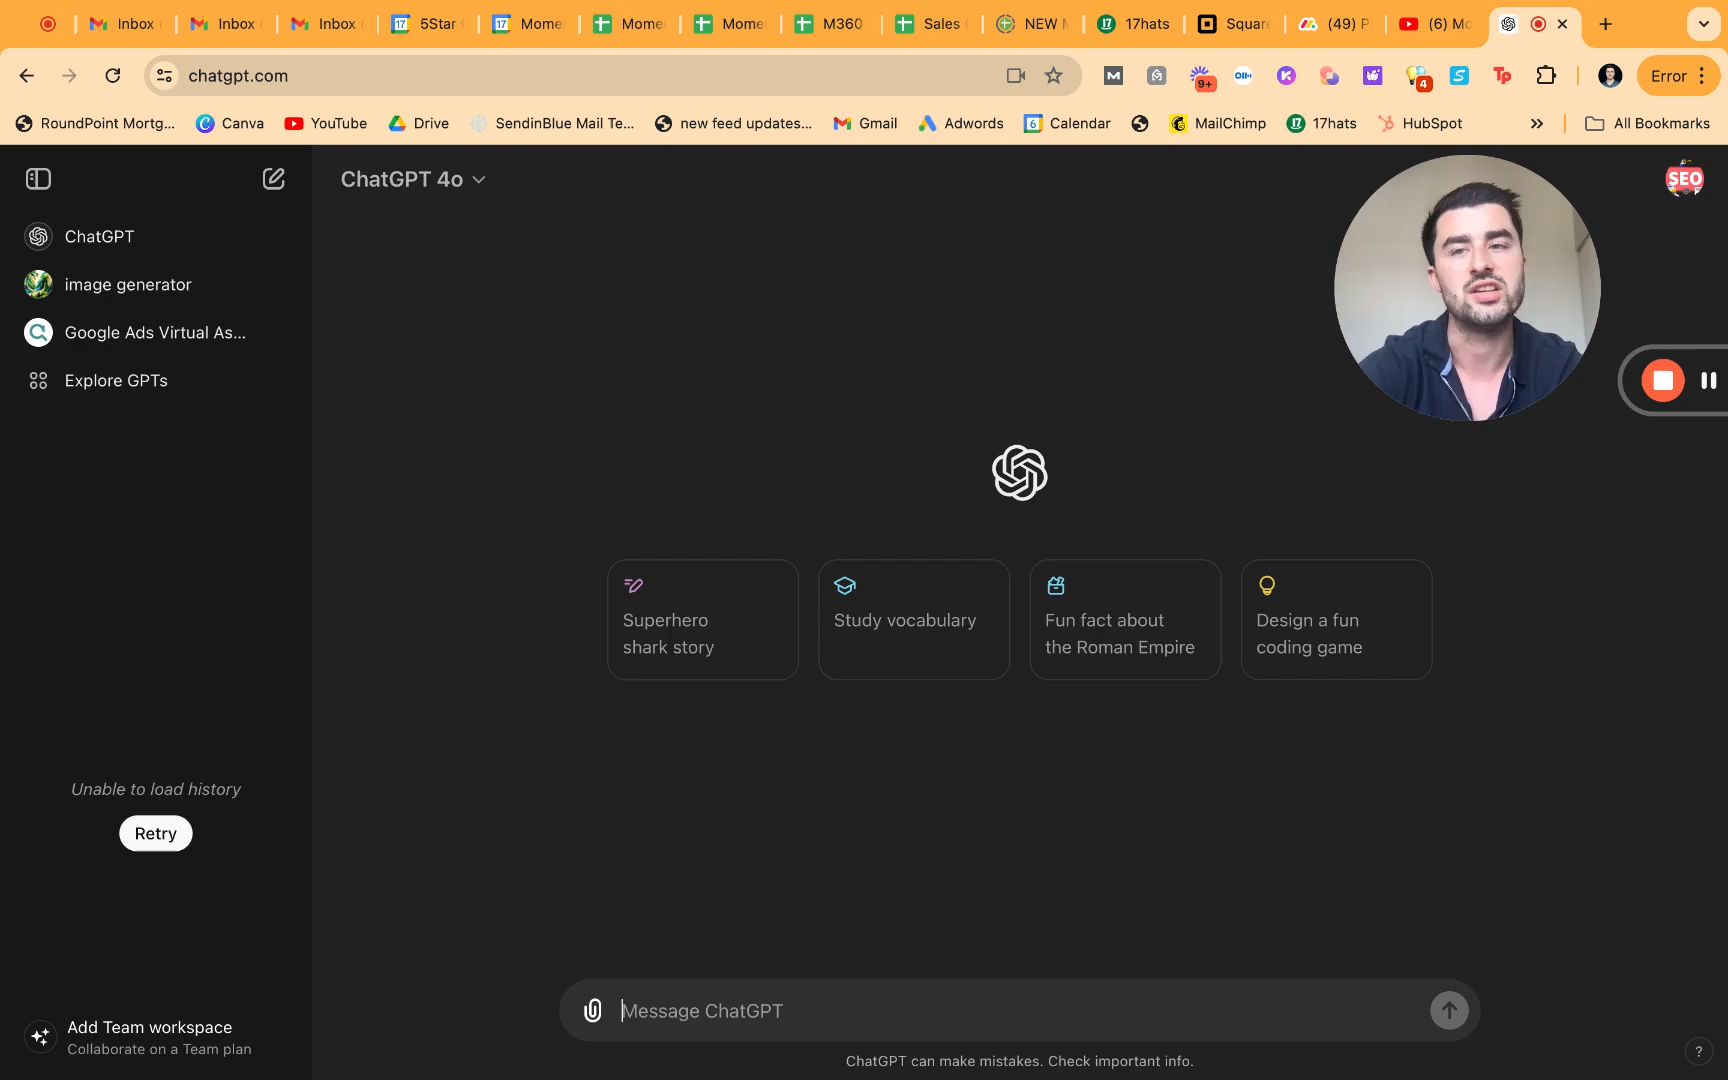 Inbox
Inbox
Inbox
5Star
Mome
Mome
Mome
M360
Sales
NEW
17hats
Square
(49) P
(6) Mo
chatgpt.com
9+
4
Error
RoundPoint Mortg...
Canva
YouTube
Drive
SendinBlue Mail Te...
new feed updates...
Gmail
Adwords
Calendar
MailChimp
17hats
HubSpot
All Bookmarks
ChatGPT 4o
SEO
ChatGPT
image generator
Google Ads Virtual As...
Explore GPTs
Superhero
shark story
Study vocabulary
Fun fact about
the Roman Empire
Design a fun
coding game
Unable to load history
Retry
Message ChatGPT
Add Team workspace
Collaborate on a Team plan
ChatGPT can make mistakes. Check important info.
?